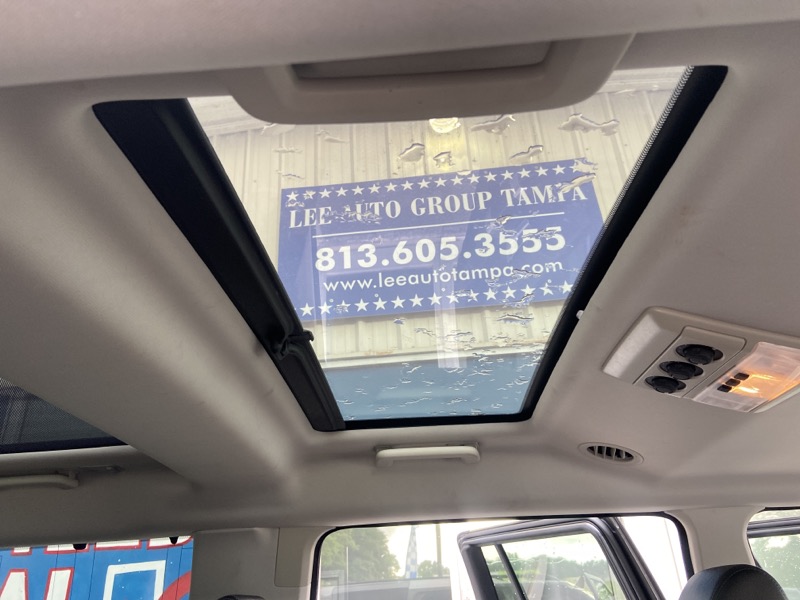 LEE AUTO GROUP TAMPA
813.605.3555
www.leeautotampa.com